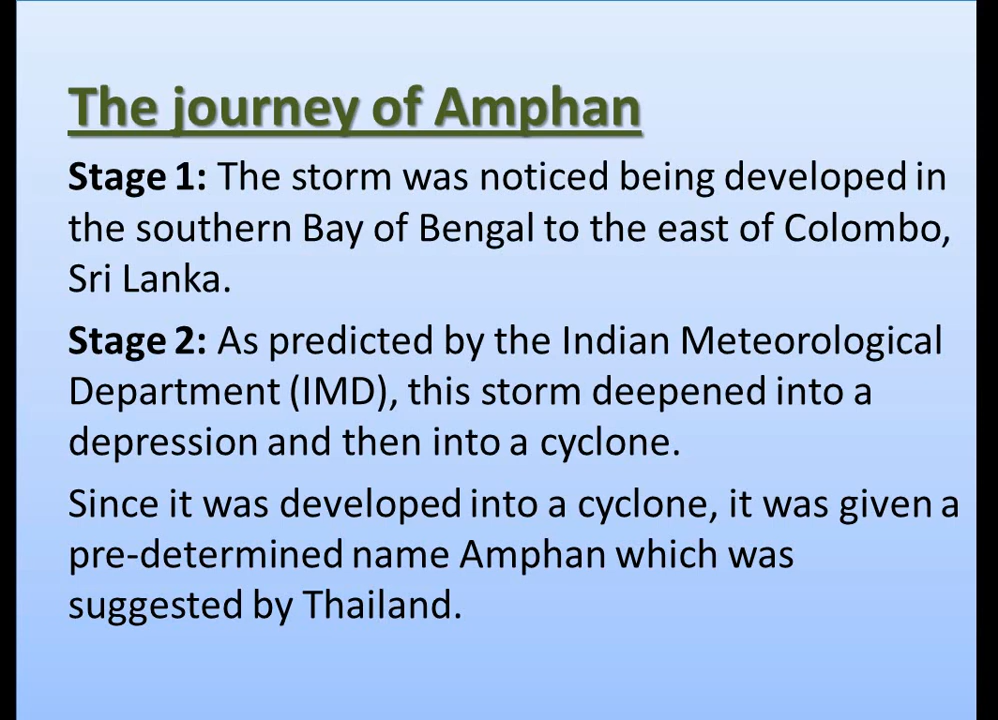 The journey of Amphan
Stage 1: The storm was noticed being developed in
the southern Bay of Bengal to the east of Colombo,
Sri Lanka.
Stage 2: As predicted by the Indian Meteorological
Department (IMD), this storm deepened into a
depression and then into a cyclone.
Since it was developed into a cyclone, it was given a
pre-determined name Amphan which was
suggested by Thailand.